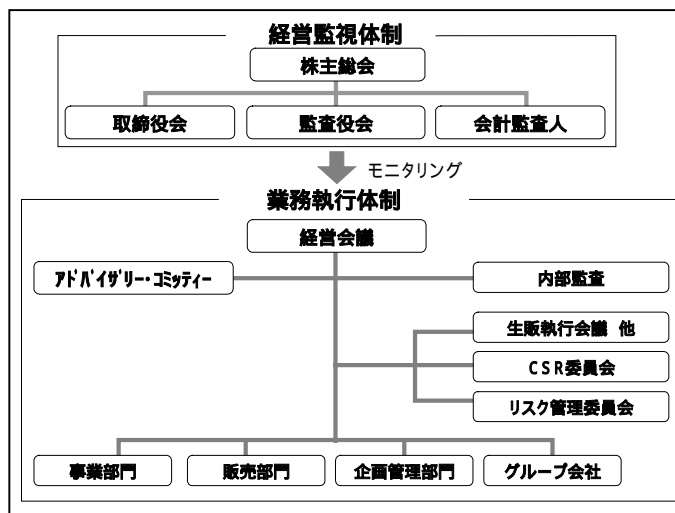 経営監視体制
株主総会
取締役会 監査役会 会計監査人
モニタリング
業務執行体制
経営会議
ｱﾄﾞﾊﾞｲｻﾞﾘｰ・ｺﾐｯﾃｨｰ 内部監査
生販執行会議 他
CSR委員会
リスク管理委員会
事業部門 販売部門 企画管理部門 グループ会社